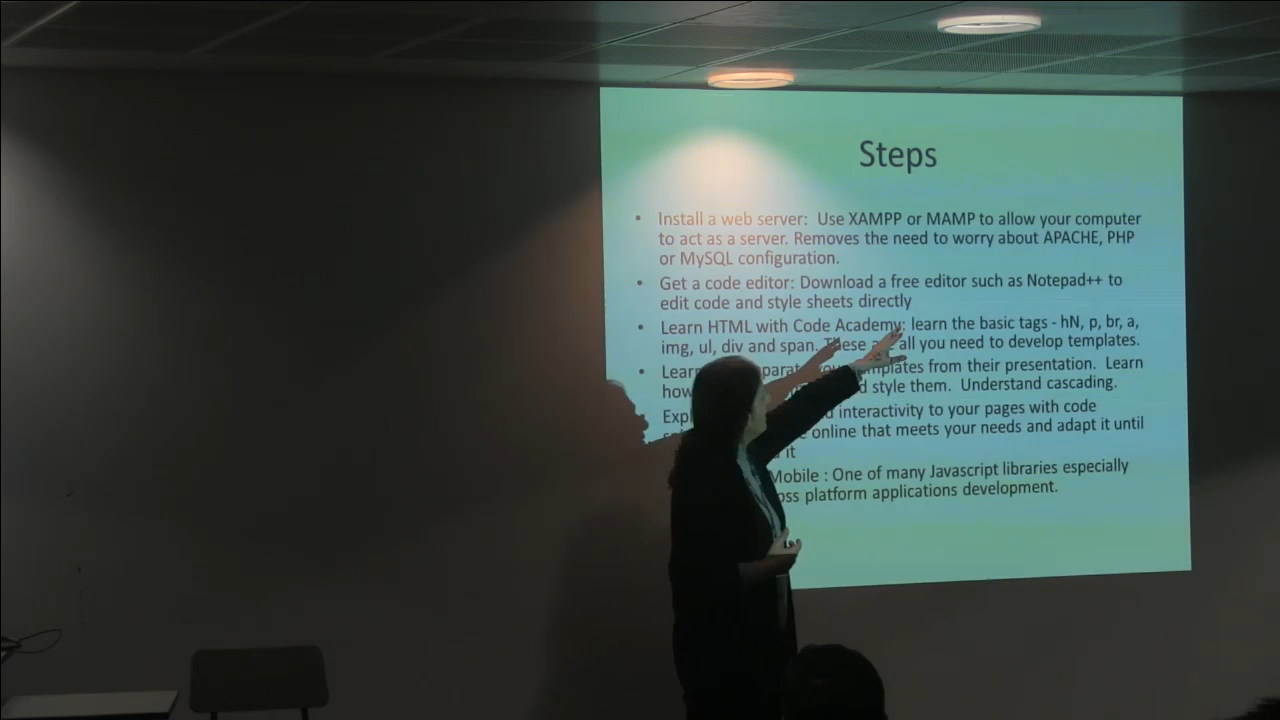 Steps
• Install a web server: Use XAMPP or MAMP to allow your computer
to act as a server. Removes the need to worry about APACHE, PHP
or MySQL configuration.
• Get a code editor: Download a free editor such as Notepad++ to
edit code and style sheets directly
• Learn HTML with Code Academy: learn the basic tags - hN, p, br, a,
img, ul, div and span. These all you need to develop templates.
• Learn your templates from their presentation. Learn
how style them. Understand cascading.
interactivity to your pages with code
online that meets your needs and adapt it until
it
Mobile : One of many Javascript libraries especially
platform applications development.